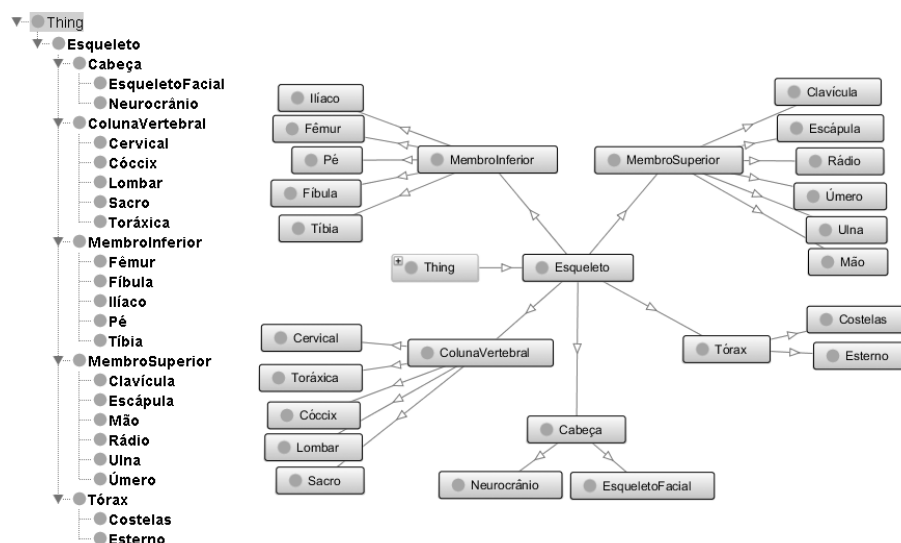 Thing
Esqueleto
Cabeça
EsqueletoFacial
Neurocrânio
ColunaVertebral
Cervical
Cóccix
Lombar
Sacro
Toráxica
MembroInferior
Fêmur
Fíbula
Ilíaco
Pé
Tíbia
MembroSuperior
Clavícula
Escápula
Mão
Rádio
Ulna
Úmero
Tórax
Costelas
Esterno
Ilíaco
Fêmur
Pé
Fíbula
Tíbia
MembroInferior
MembroSuperior
Clavícula
Escápula
Rádio
Úmero
Ulna
Mão
Thing
Esqueleto
Cervical
Toráxica
Cóccix
Lombar
Sacro
ColunaVertebral
Tórax
Costelas
Esterno
Cabeça
Neurocrânio
EsqueletoFacial